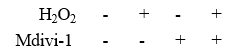 H₂O₂ - + - +
Mdivi-1 - - + +